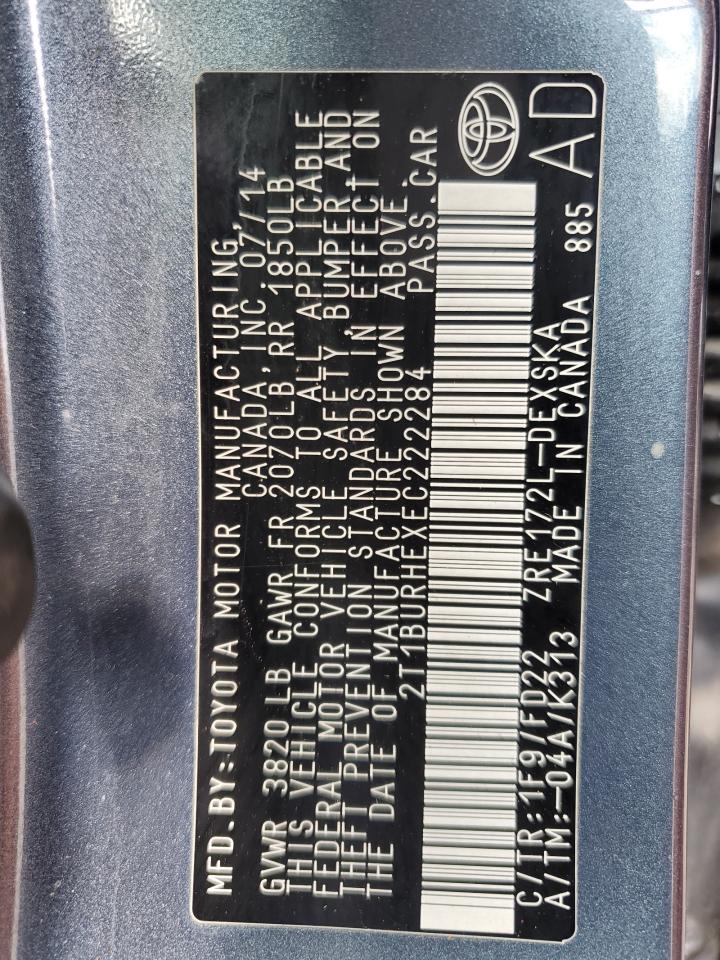 MFD.BY:TOYOTA MOTOR MANUFACTURING,
CANADA, INC. 07/14
GVWR 3820 LB GAWR FR 2070LB, RR 1850LB
THIS VEHICLE CONFORMS TO ALL APPLICABLE
FEDERAL MOTOR VEHICLE SAFETY, BUMPER, AND
THEFT PREVENTION STANDARDS IN EFFECT ON
THE DATE OF MANUFACTURE SHOWN ABOVE.
2T1BURHEXEC222284 PASS.CAR
C/TR:1F9/FD22 ZRE172L-DEXSKA
A/TM:-04A/K313 MADE IN CANADA 885
AD